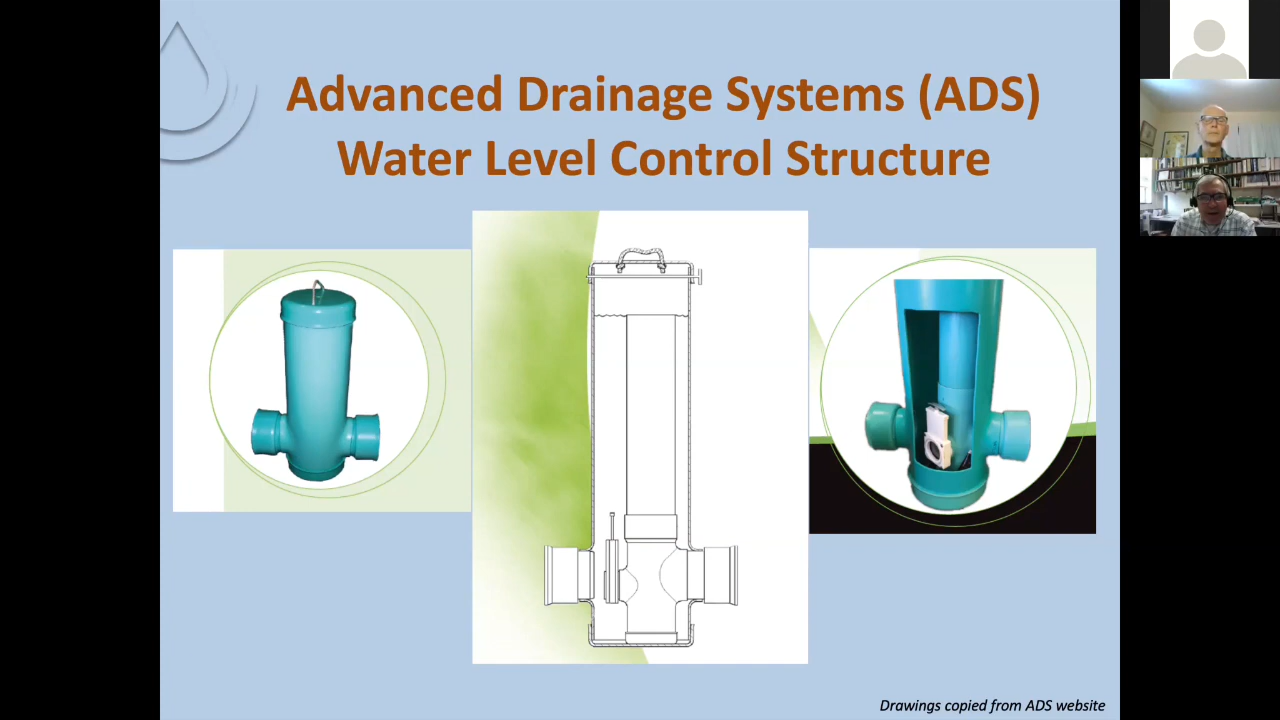 Advanced Drainage Systems (ADS)
Water Level Control Structure
Drawings copied from ADS website